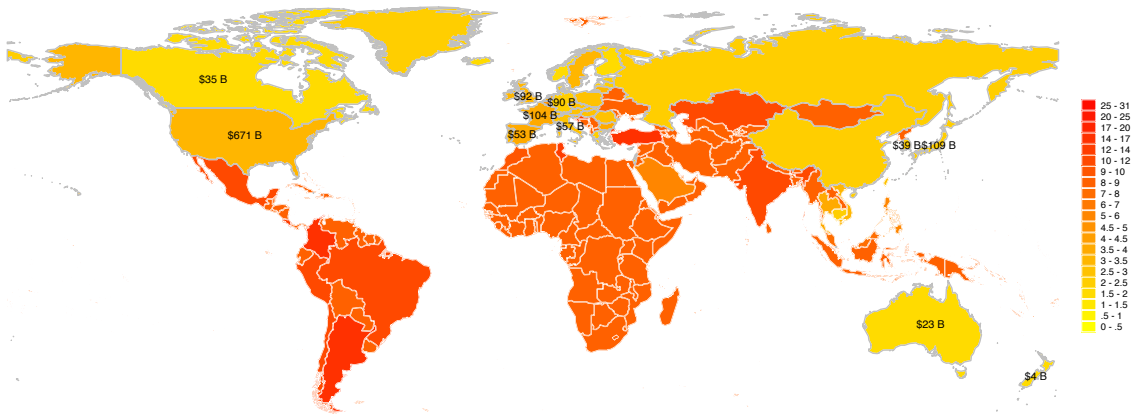 $35 B
$671 B
$92 B
$90 B
$104 B
$57 B
$53 B
$39 B
$109 B
$23 B
$4 B
25 - 31
20 - 25
17 - 20
14 - 17
12 - 14
10 - 12
9 - 10
8 - 9
7 - 8
6 - 7
5 - 6
4.5 - 5
4 - 4.5
3.5 - 4
3 - 3.5
2.5 - 3
2 - 2.5
1.5 - 2
1 - 1.5
.5 - 1
0 - .5